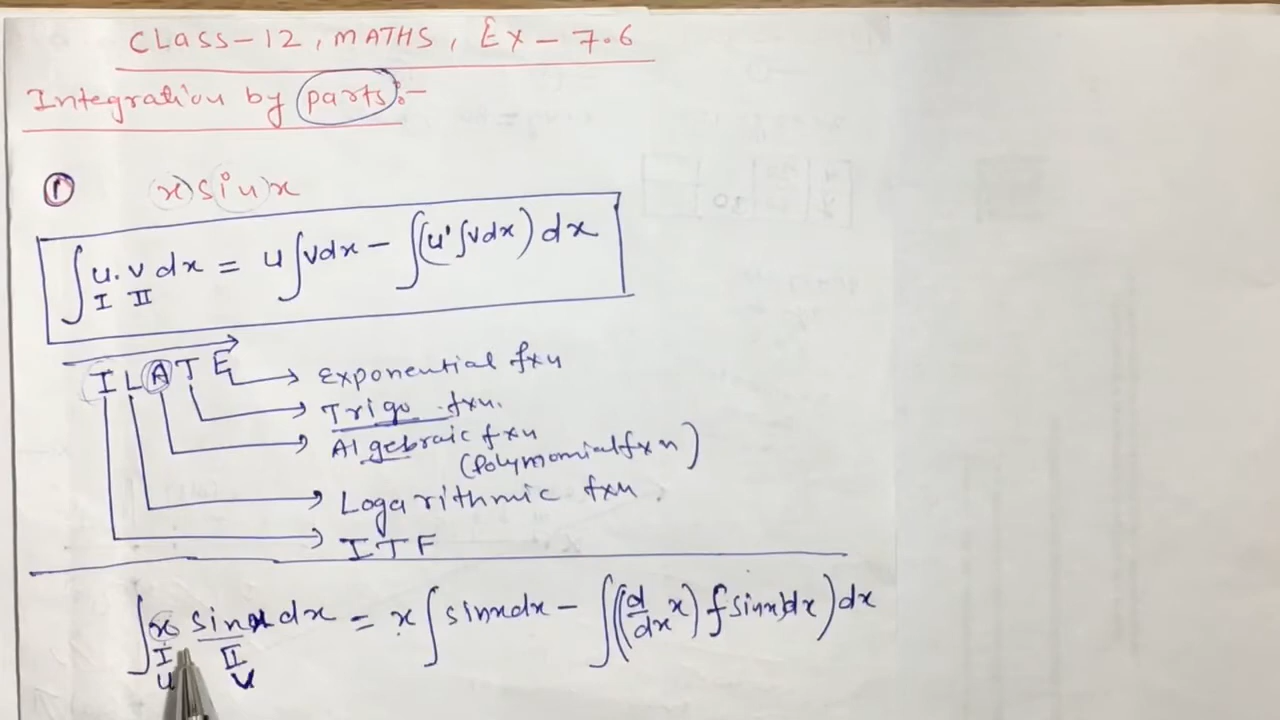 CLASS-12, MATHS, EX-7.6
Integration by parts:-
1 x sin x
∫ u. v dx = u ∫ v dx - ∫ (u' ∫ v dx) dx
I II
I L A T E
Exponential fxn
Trigo. fxn.
Algebraic fxn
(Polynomial fxn)
Logarithmic fxn.
ITF
∫ x sinx dx = x ∫ sinx dx - ∫ ((d/dx x) ∫ sinx dx) dx
I II
u v